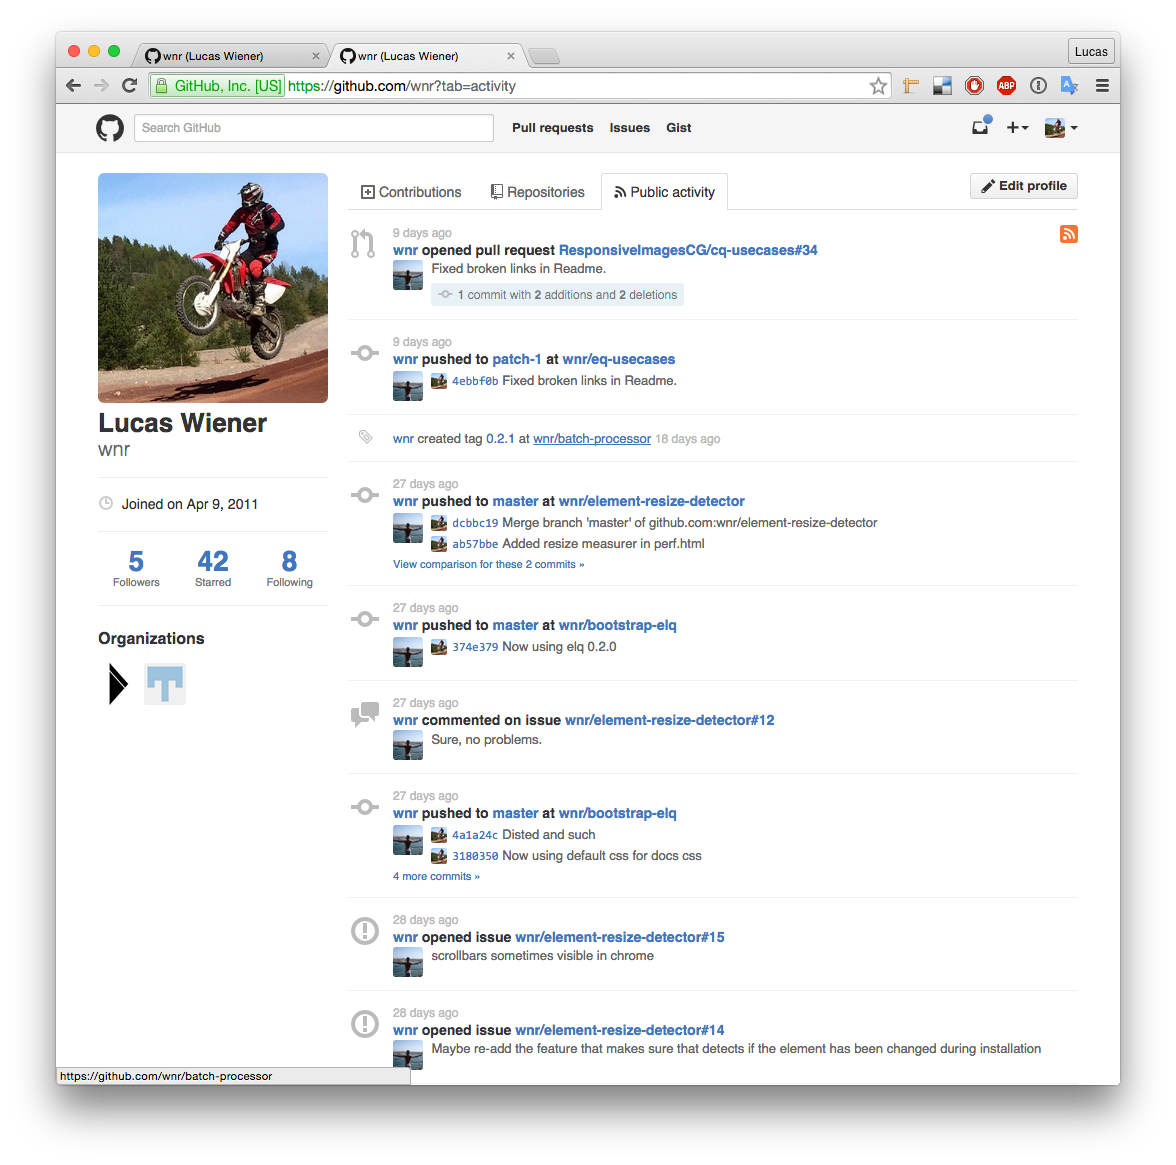 wnr (Lucas Wiener)
wnr (Lucas Wiener)
Lucas
GitHub, Inc. [US] https://github.com/wnr?tab=activity
ABP
Search GitHub
Pull requests Issues Gist
Contributions Repositories Public activity
Edit profile
Lucas Wiener
wnr
Joined on Apr 9, 2011
5 42 8
Followers Starred Following
Organizations
9 days ago
wnr opened pull request ResponsiveImagesCG/cq-usecases#34
Fixed broken links in Readme.
1 commit with 2 additions and 2 deletions
9 days ago
wnr pushed to patch-1 at wnr/eq-usecases
4ebbf0b Fixed broken links in Readme.
wnr created tag 0.2.1 at wnr/batch-processor 18 days ago
27 days ago
wnr pushed to master at wnr/element-resize-detector
dcbbc19 Merge branch 'master' of github.com:wnr/element-resize-detector
ab57bbe Added resize measurer in perf.html
View comparison for these 2 commits »
27 days ago
wnr pushed to master at wnr/bootstrap-elq
374e379 Now using elq 0.2.0
27 days ago
wnr commented on issue wnr/element-resize-detector#12
Sure, no problems.
27 days ago
wnr pushed to master at wnr/bootstrap-elq
4a1a24c Disted and such
3180350 Now using default css for docs css
4 more commits »
28 days ago
wnr opened issue wnr/element-resize-detector#15
scrollbars sometimes visible in chrome
28 days ago
wnr opened issue wnr/element-resize-detector#14
Maybe re-add the feature that makes sure that detects if the element has been changed during installation
https://github.com/wnr/batch-processor